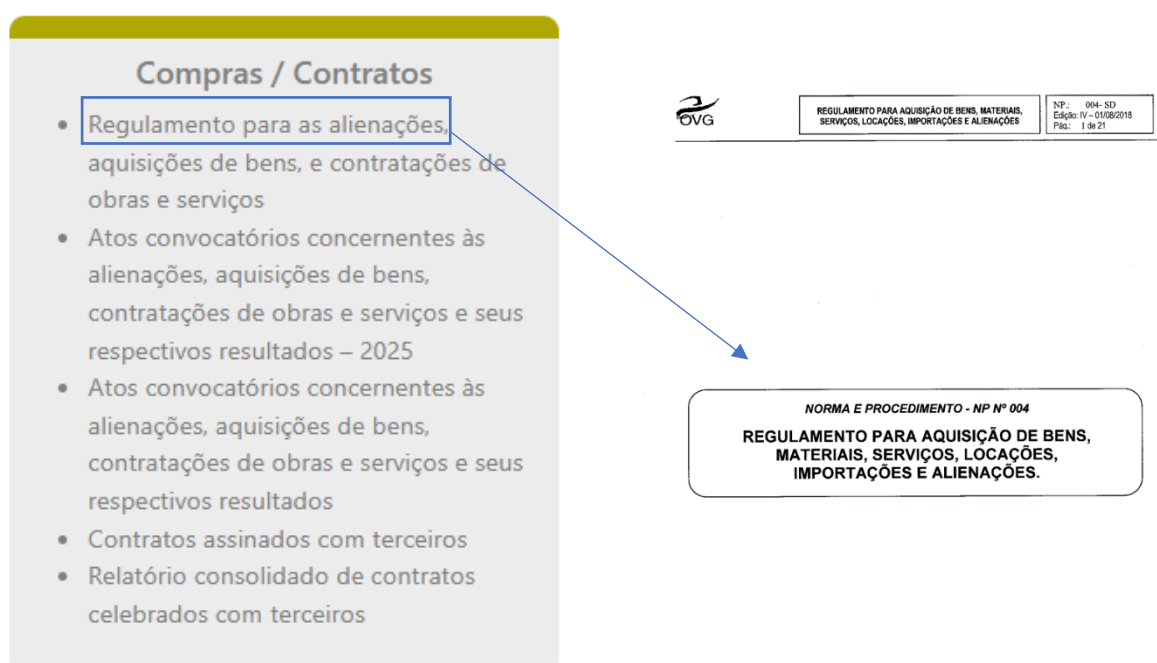 Compras / Contratos
• Regulamento para as alienações,
aquisições de bens, e contratações de
obras e serviços
• Atos convocatórios concernentes às
alienações, aquisições de bens,
contratações de obras e serviços e seus
respectivos resultados – 2025
• Atos convocatórios concernentes às
alienações, aquisições de bens,
contratações de obras e serviços e seus
respectivos resultados
• Contratos assinados com terceiros
• Relatório consolidado de contratos
celebrados com terceiros
OVG
REGULAMENTO PARA AQUISIÇÃO DE BENS, MATERIAIS,
SERVIÇOS, LOCAÇÕES, IMPORTAÇÕES E ALIENAÇÕES
NP.: 004- SD
Edição: IV – 01/08/2018
Pág.: 1 de 21
NORMA E PROCEDIMENTO - NP Nº 004
REGULAMENTO PARA AQUISIÇÃO DE BENS,
MATERIAIS, SERVIÇOS, LOCAÇÕES,
IMPORTAÇÕES E ALIENAÇÕES.